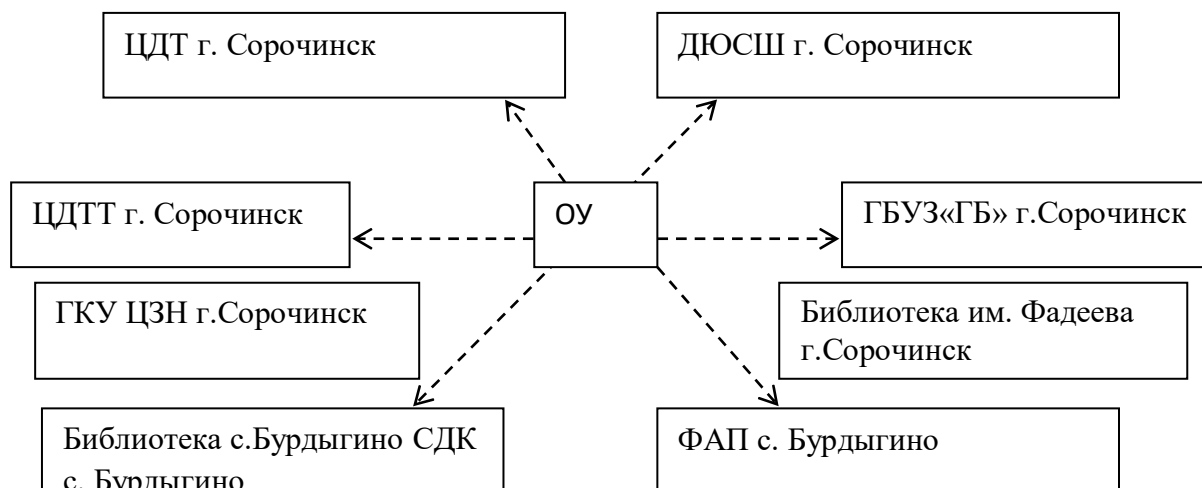 ЦДТ г. Сорочинск
ДЮСШ г. Сорочинск
ЦДТТ г. Сорочинск
ОУ
ГБУЗ«ГБ» г.Сорочинск
ГКУ ЦЗН г.Сорочинск
Библиотека им. Фадеева
г.Сорочинск
Библиотека с.Бурдыгино СДК
с. Бурдыгино
ФАП с. Бурдыгино